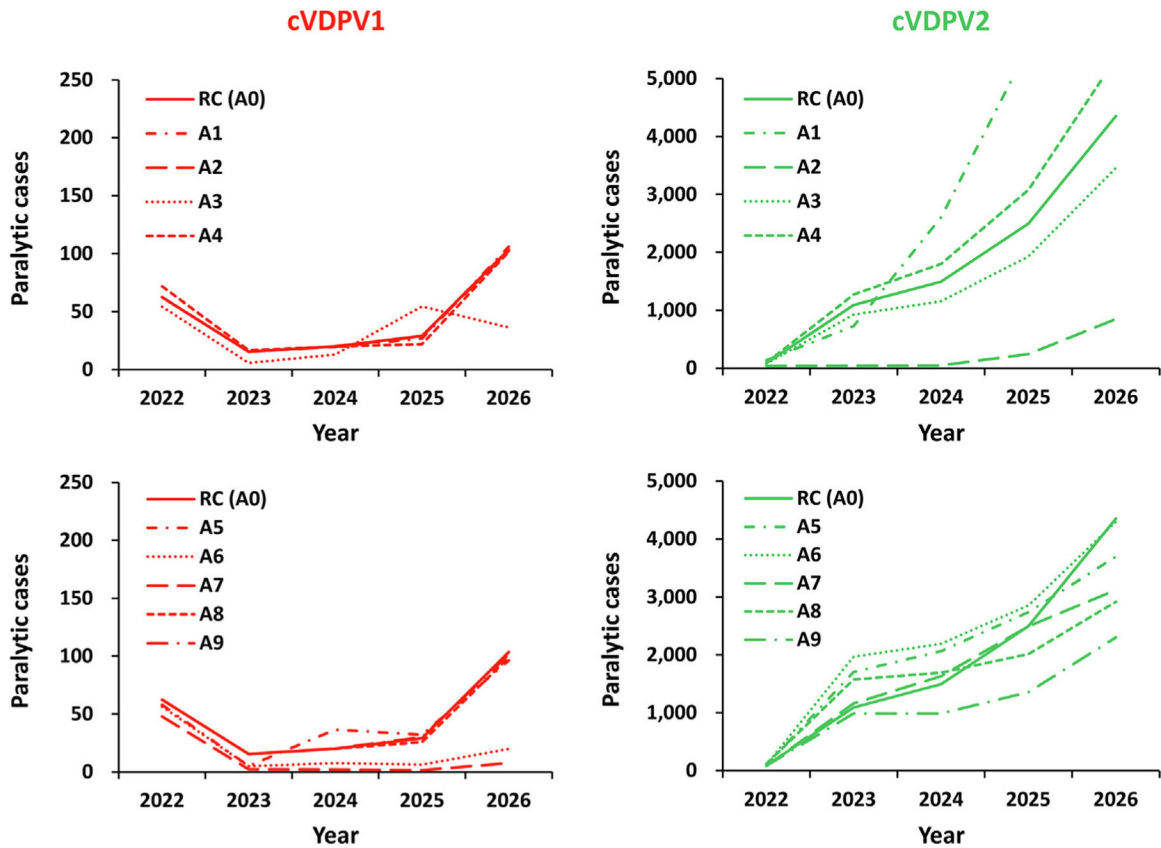 cVDPV1
cVDPV2
250
200
150
100
50
0
Paralytic cases
RC (A0)
A1
A2
A3
A4
2022 2023 2024 2025 2026
Year
5,000
4,000
3,000
2,000
1,000
0
Paralytic cases
RC (A0)
A1
A2
A3
A4
2022 2023 2024 2025 2026
Year
250
200
150
100
50
0
Paralytic cases
RC (A0)
A5
A6
A7
A8
A9
2022 2023 2024 2025 2026
Year
5,000
4,000
3,000
2,000
1,000
0
Paralytic cases
RC (A0)
A5
A6
A7
A8
A9
2022 2023 2024 2025 2026
Year